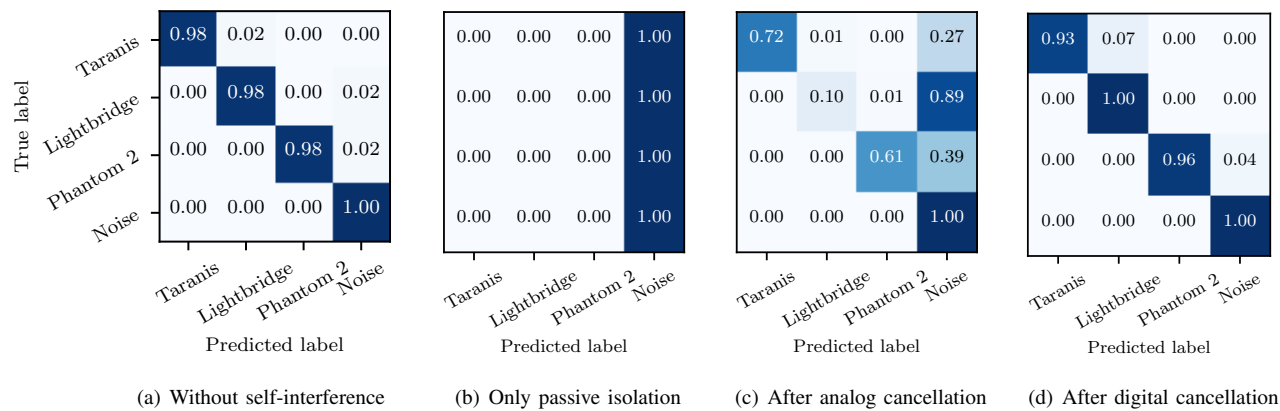 True label
Taranis
Lightbridge
Phantom 2
Noise
0.98 0.02 0.00 0.00
0.00 0.98 0.00 0.02
0.00 0.00 0.98 0.02
0.00 0.00 0.00 1.00
Taranis
Lightbridge
Phantom 2
Noise
Predicted label
(a) Without self-interference
0.00 0.00 0.00 1.00
0.00 0.00 0.00 1.00
0.00 0.00 0.00 1.00
0.00 0.00 0.00 1.00
Taranis
Lightbridge
Phantom 2
Noise
Predicted label
(b) Only passive isolation
0.72 0.01 0.00 0.27
0.00 0.10 0.01 0.89
0.00 0.00 0.61 0.39
0.00 0.00 0.00 1.00
Taranis
Lightbridge
Phantom 2
Noise
Predicted label
(c) After analog cancellation
0.93 0.07 0.00 0.00
0.00 1.00 0.00 0.00
0.00 0.00 0.96 0.04
0.00 0.00 0.00 1.00
Taranis
Lightbridge
Phantom 2
Noise
Predicted label
(d) After digital cancellation